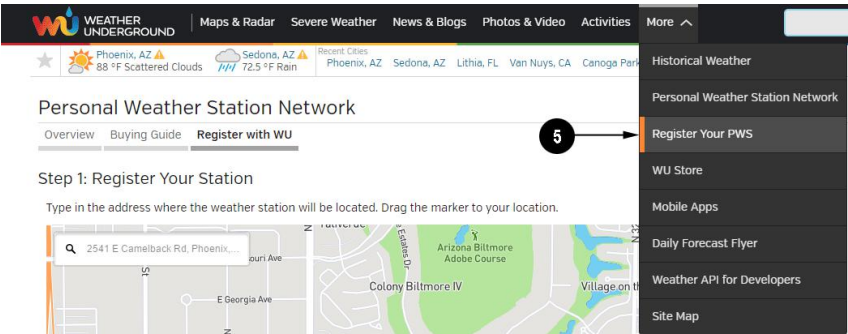 WEATHER UNDERGROUND
Maps & Radar Severe Weather News & Blogs Photos & Video Activities More
Phoenix, AZ
88 °F Scattered Clouds
Sedona, AZ
72.5 °F Rain
Recent Cities
Phoenix, AZ Sedona, AZ Lithia, FL Van Nuys, CA Canoga Park
Historical Weather
Personal Weather Station Network
Register Your PWS
WU Store
Mobile Apps
Daily Forecast Flyer
Weather API for Developers
Site Map
Personal Weather Station Network
Overview Buying Guide Register with WU
5
Step 1: Register Your Station
Type in the address where the weather station will be located. Drag the marker to your location.
2541 E Camelback Rd, Phoenix,...
ouri Ave
St
E Georgia Ave
N
N
Estates Dr
Arizona Biltmore
Adobe Course
Colony Biltmore IV
Village on t